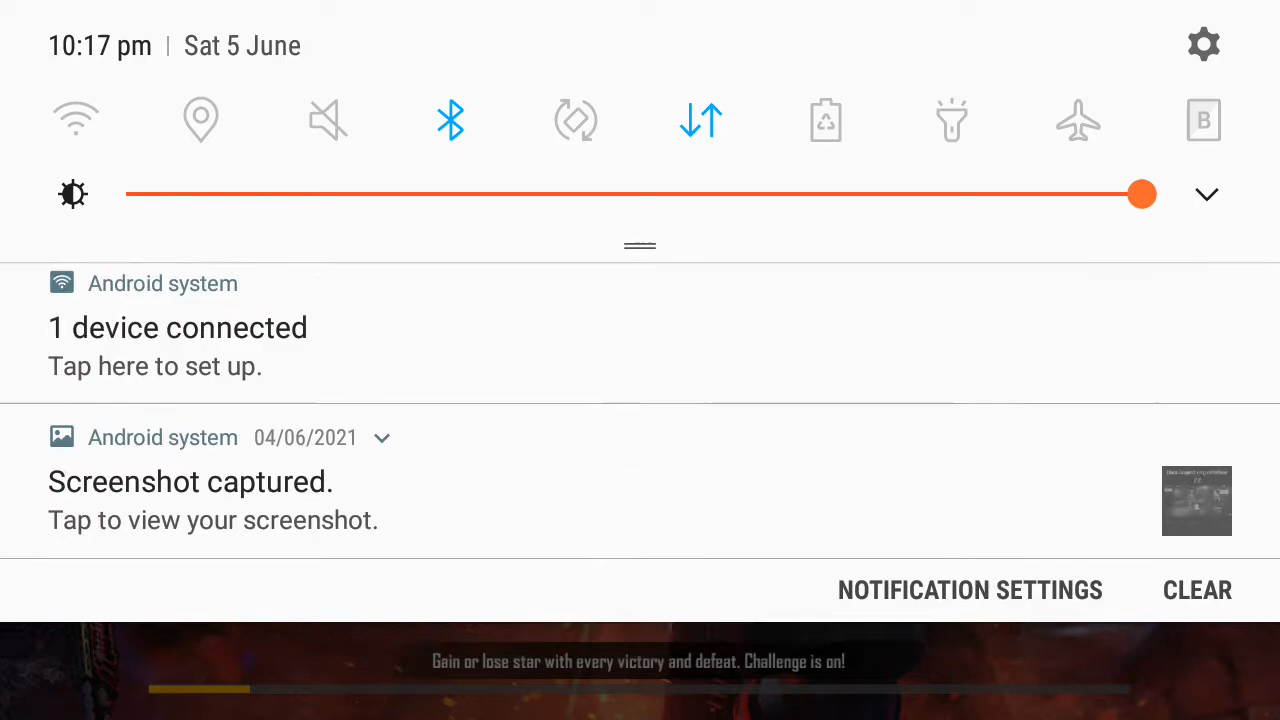 10:17 pm | Sat 5 June
B
Android system
1 device connected
Tap here to set up.
Android system 04/06/2021
Screenshot captured.
Tap to view your screenshot.
NOTIFICATION SETTINGS CLEAR
Gain or lose star with every victory and defeat. Challenge is on!